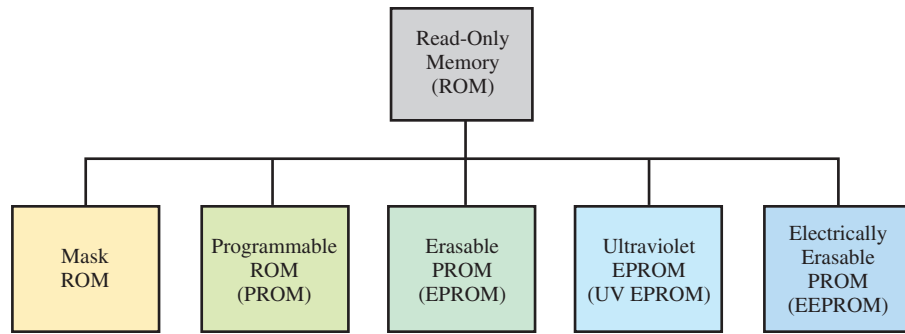 Read-Only
Memory
(ROM)
Mask
ROM
Programmable
ROM
(PROM)
Erasable
PROM
(EPROM)
Ultraviolet
EPROM
(UV EPROM)
Electrically
Erasable
PROM
(EEPROM)